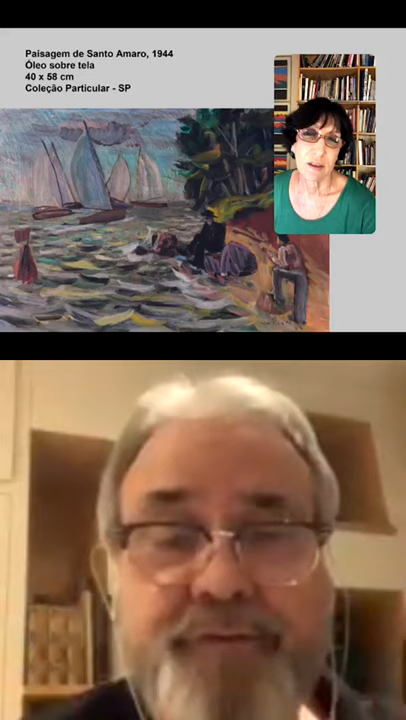 Paisagem de Santo Amaro, 1944
Óleo sobre tela
40 x 58 cm
Coleção Particular - SP